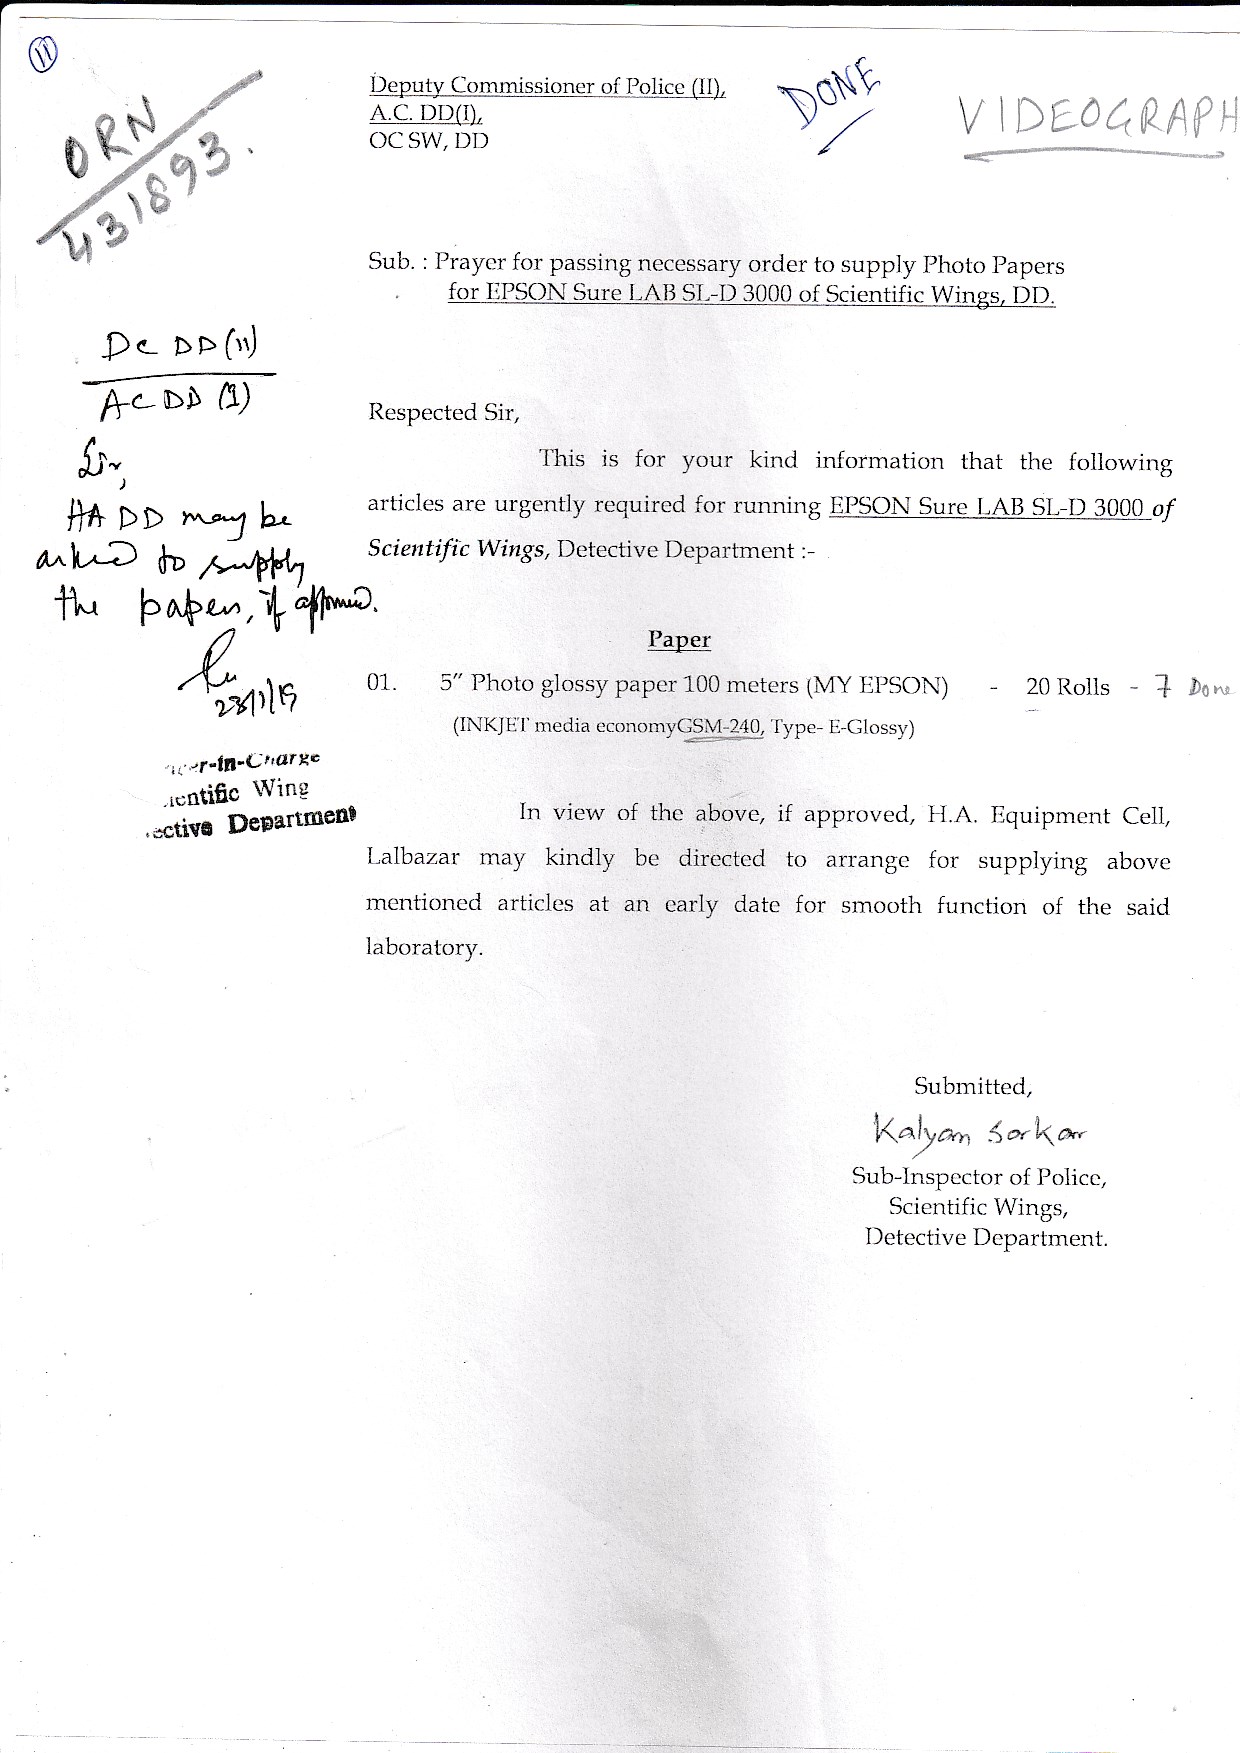 11
ORN
431893.
Deputy Commissioner of Police (II),
A.C. DD(I),
OC SW, DD
DONE
VIDEOGRAPH
Sub. : Prayer for passing necessary order to supply Photo Papers
for EPSON Sure LAB SL-D 3000 of Scientific Wings, DD.
DC DD (II)
AC DD (1)
Sir,
HA DD may be
asked to supply
the papers, if approved.
23/1/19
Respected Sir,
This is for your kind information that the following
articles are urgently required for running EPSON Sure LAB SL-D 3000 of
Scientific Wings, Detective Department :-
Paper
01. 5″ Photo glossy paper 100 meters (MY EPSON) - 20 Rolls - 7 Done
(INKJET media economyGSM-240, Type- E-Glossy)
cer-in-Charge
ientific Wing
ective Department
In view of the above, if approved, H.A. Equipment Cell,
Lalbazar may kindly be directed to arrange for supplying above
mentioned articles at an early date for smooth function of the said
laboratory.
Submitted,
Kalyan Sarkar
Sub-Inspector of Police,
Scientific Wings,
Detective Department.